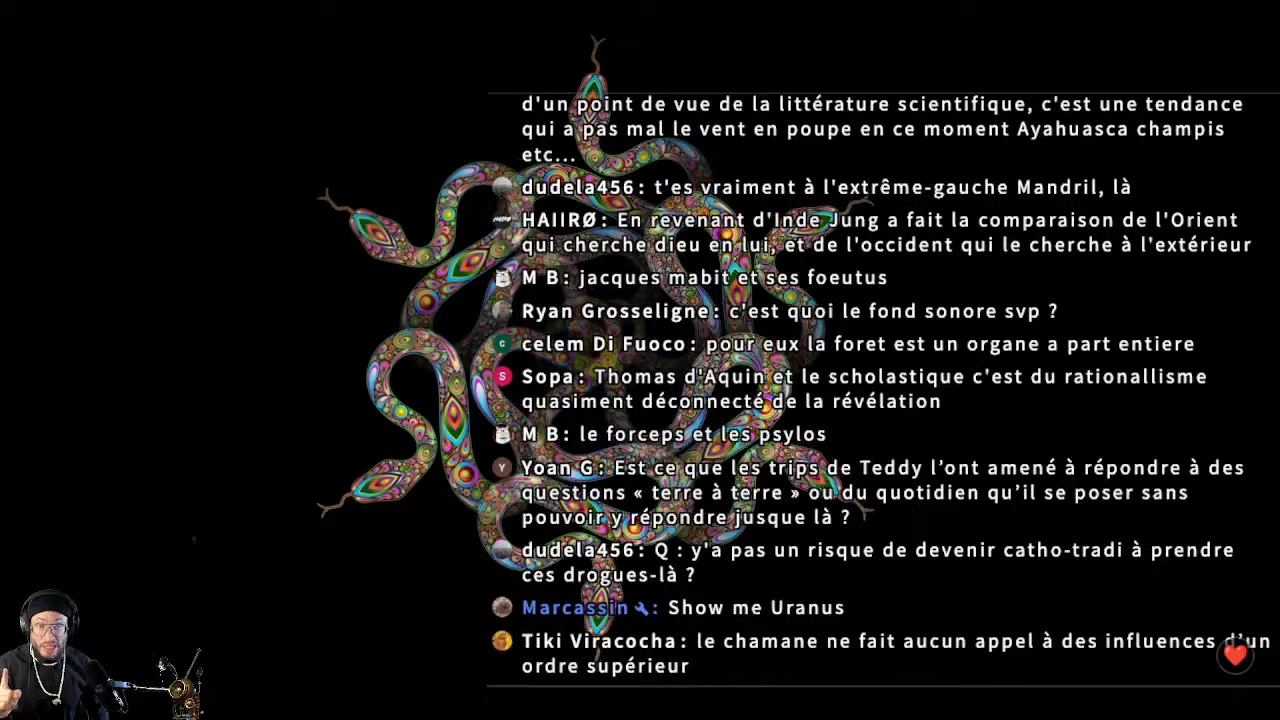 d'un point de vue de la littérature scientifique, c'est une tendance
qui a pas mal le vent en poupe en ce moment Ayahuasca champis
etc...
dudela456: t'es vraiment à l'extrême-gauche Mandril, là
HAIIRØ: En revenant d'Inde Jung a fait la comparaison de l'Orient
qui cherche dieu en lui, et de l'occident qui le cherche à l'extérieur
M B: jacques mabit et ses foeutus
Ryan Grosseligne: c'est quoi le fond sonore svp ?
C celem Di Fuoco: pour eux la foret est un organe a part entiere
S Sopa: Thomas d'Aquin et le scholastique c'est du rationallisme
quasiment déconnecté de la révélation
M B: le forceps et les psylos
Y Yoan G: Est ce que les trips de Teddy l’ont amené à répondre à des
questions « terre à terre » ou du quotidien qu’il se poser sans
pouvoir y répondre jusque là ?
dudela456: Q : y'a pas un risque de devenir catho-tradi à prendre
ces drogues-là ?
Marcassin : Show me Uranus
Tiki Viracocha: le chamane ne fait aucun appel à des influences d'un
ordre supérieur